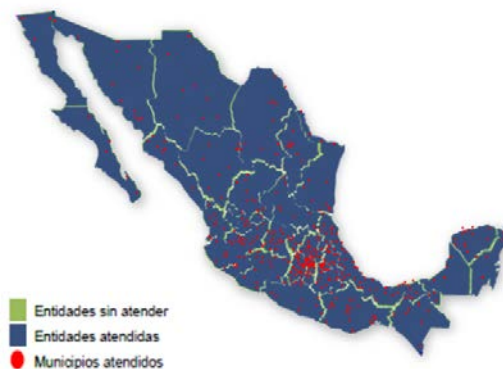 Entidades sin atender
Entidades atendidas
Municipios atendidos